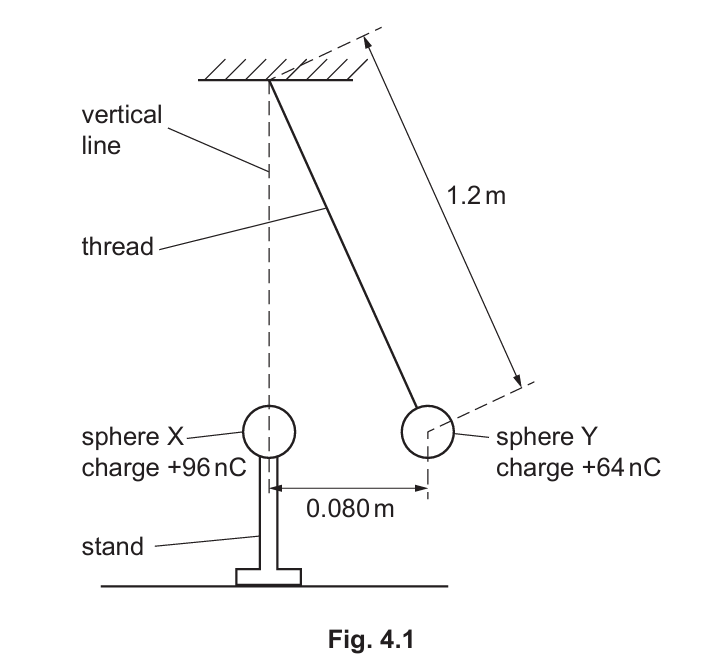 vertical
line
1.2 m
thread
sphere X
charge +96 nC
sphere Y
charge +64 nC
0.080 m
stand
Fig. 4.1